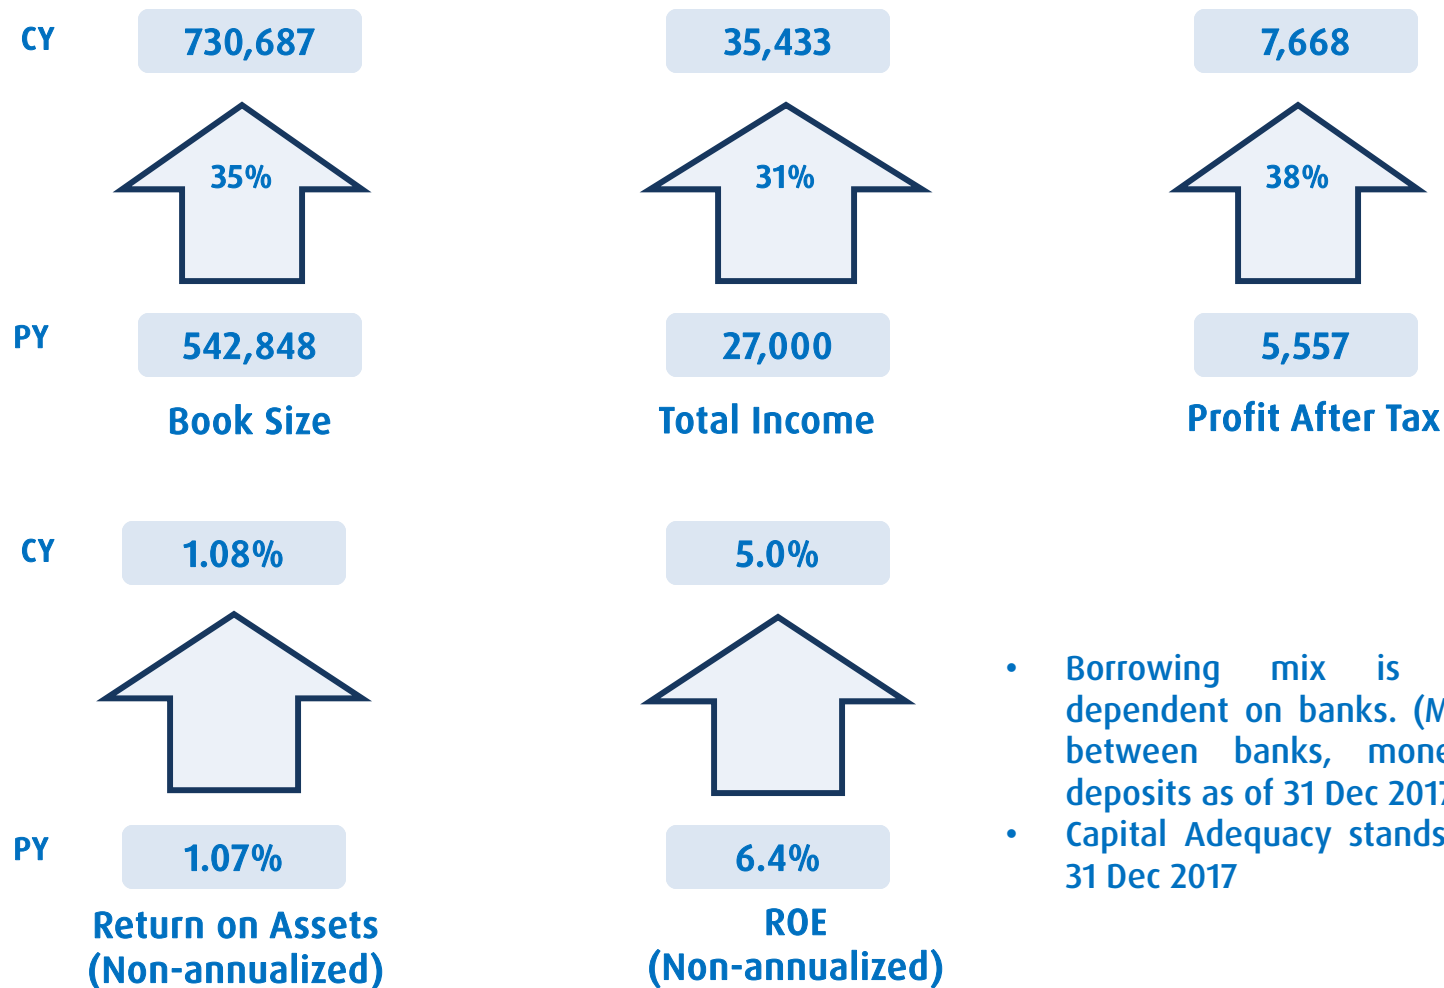 CY 730,687 35,433 7,668
35% 31% 38%
PY 542,848 27,000 5,557
Book Size Total Income Profit After Tax
CY 1.08% 5.0%
PY 1.07% 6.4%
Return on Assets
(Non-annualized)
ROE
(Non-annualized)
• Borrowing mix is
dependent on banks.
between banks,
deposits as of 31 Dec
• Capital Adequacy stands
31 Dec 2017